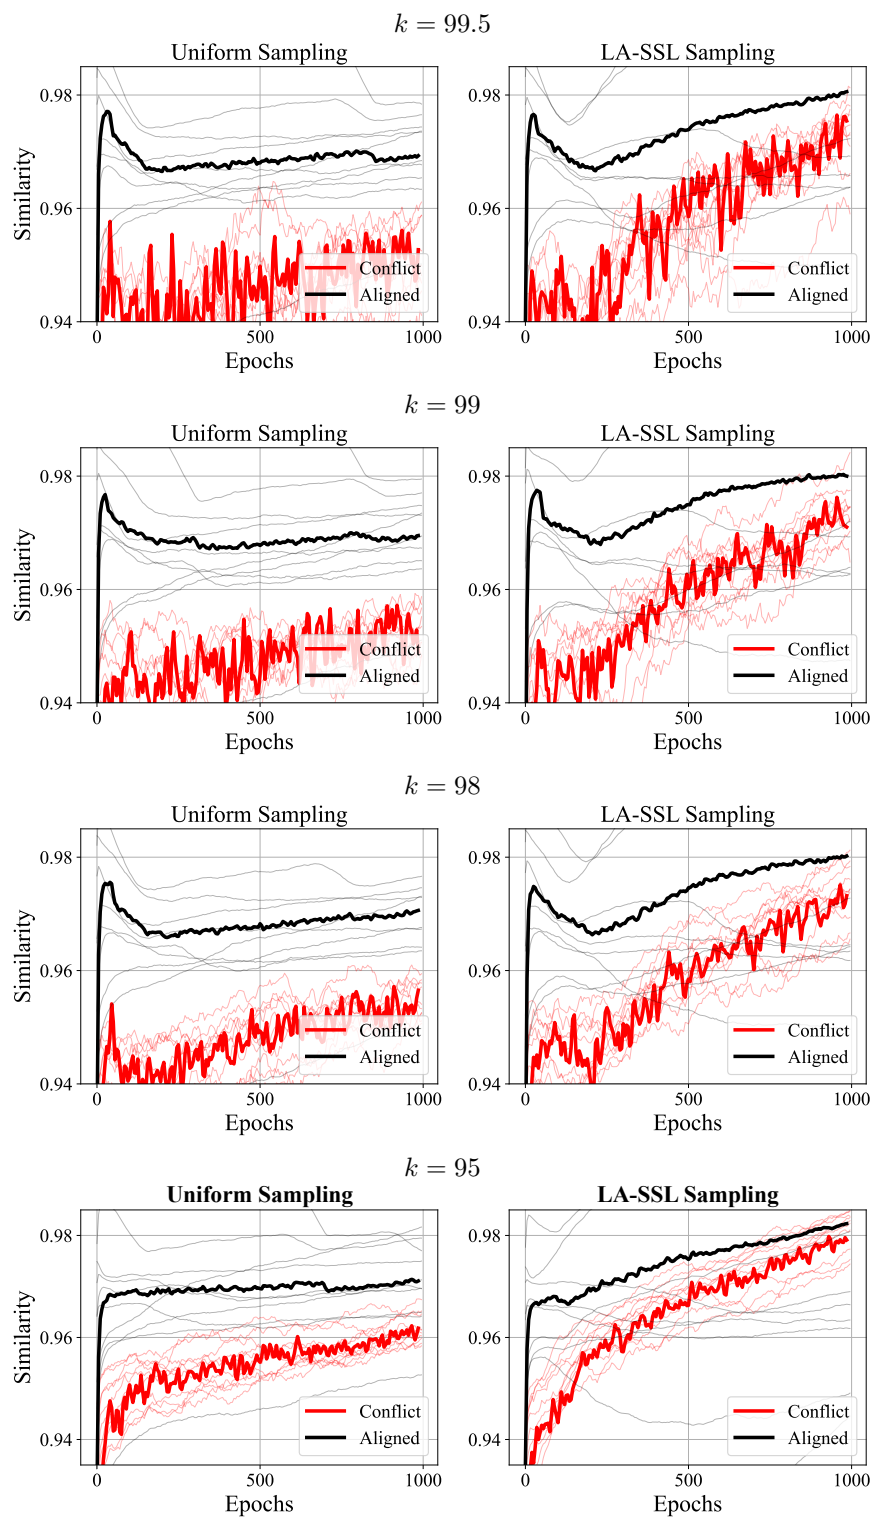 k = 99.5
Uniform Sampling
LA-SSL Sampling
0.98
0.96
0.94
Similarity
0
500
1000
0
500
1000
Epochs
Epochs
Conflict
Aligned
Conflict
Aligned
0.98
0.96
0.94
k = 99
Uniform Sampling
LA-SSL Sampling
0.98
0.96
0.94
Similarity
0
500
1000
0
500
1000
Epochs
Epochs
Conflict
Aligned
Conflict
Aligned
0.98
0.96
0.94
k = 98
Uniform Sampling
LA-SSL Sampling
0.98
0.96
0.94
Similarity
0
500
1000
0
500
1000
Epochs
Epochs
Conflict
Aligned
Conflict
Aligned
0.98
0.96
0.94
k = 95
Uniform Sampling
LA-SSL Sampling
0.98
0.96
0.94
Similarity
0
500
1000
0
500
1000
Epochs
Epochs
Conflict
Aligned
Conflict
Aligned
0.98
0.96
0.94